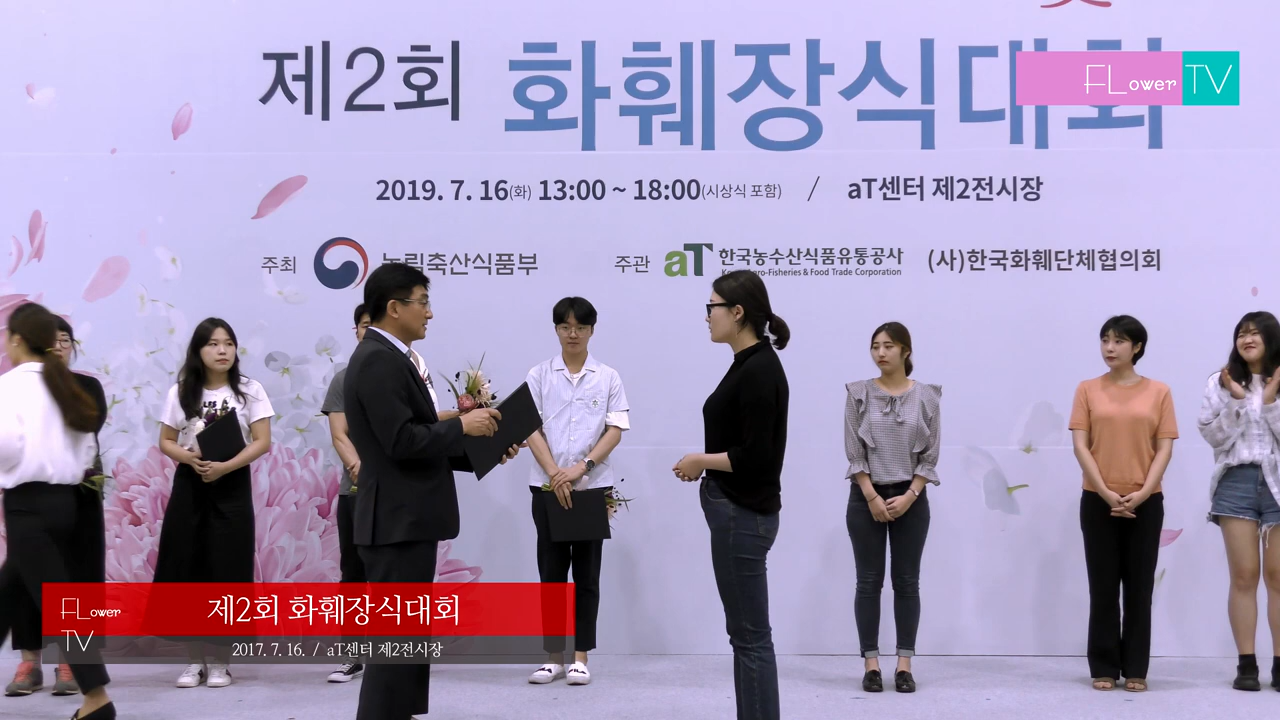 제2회 화훼장식대회
FLower TV
2019. 7. 16(화) 13:00 ~ 18:00(시상식 포함) / aT센터 제2전시장
주최 농림축산식품부 주관 aT 한국농수산식품유통공사 (사)한국화훼단체협의회
Agro-Fisheries & Food Trade Corporation
FLower
TV
제2회 화훼장식대회
2017. 7. 16. / aT센터 제2전시장